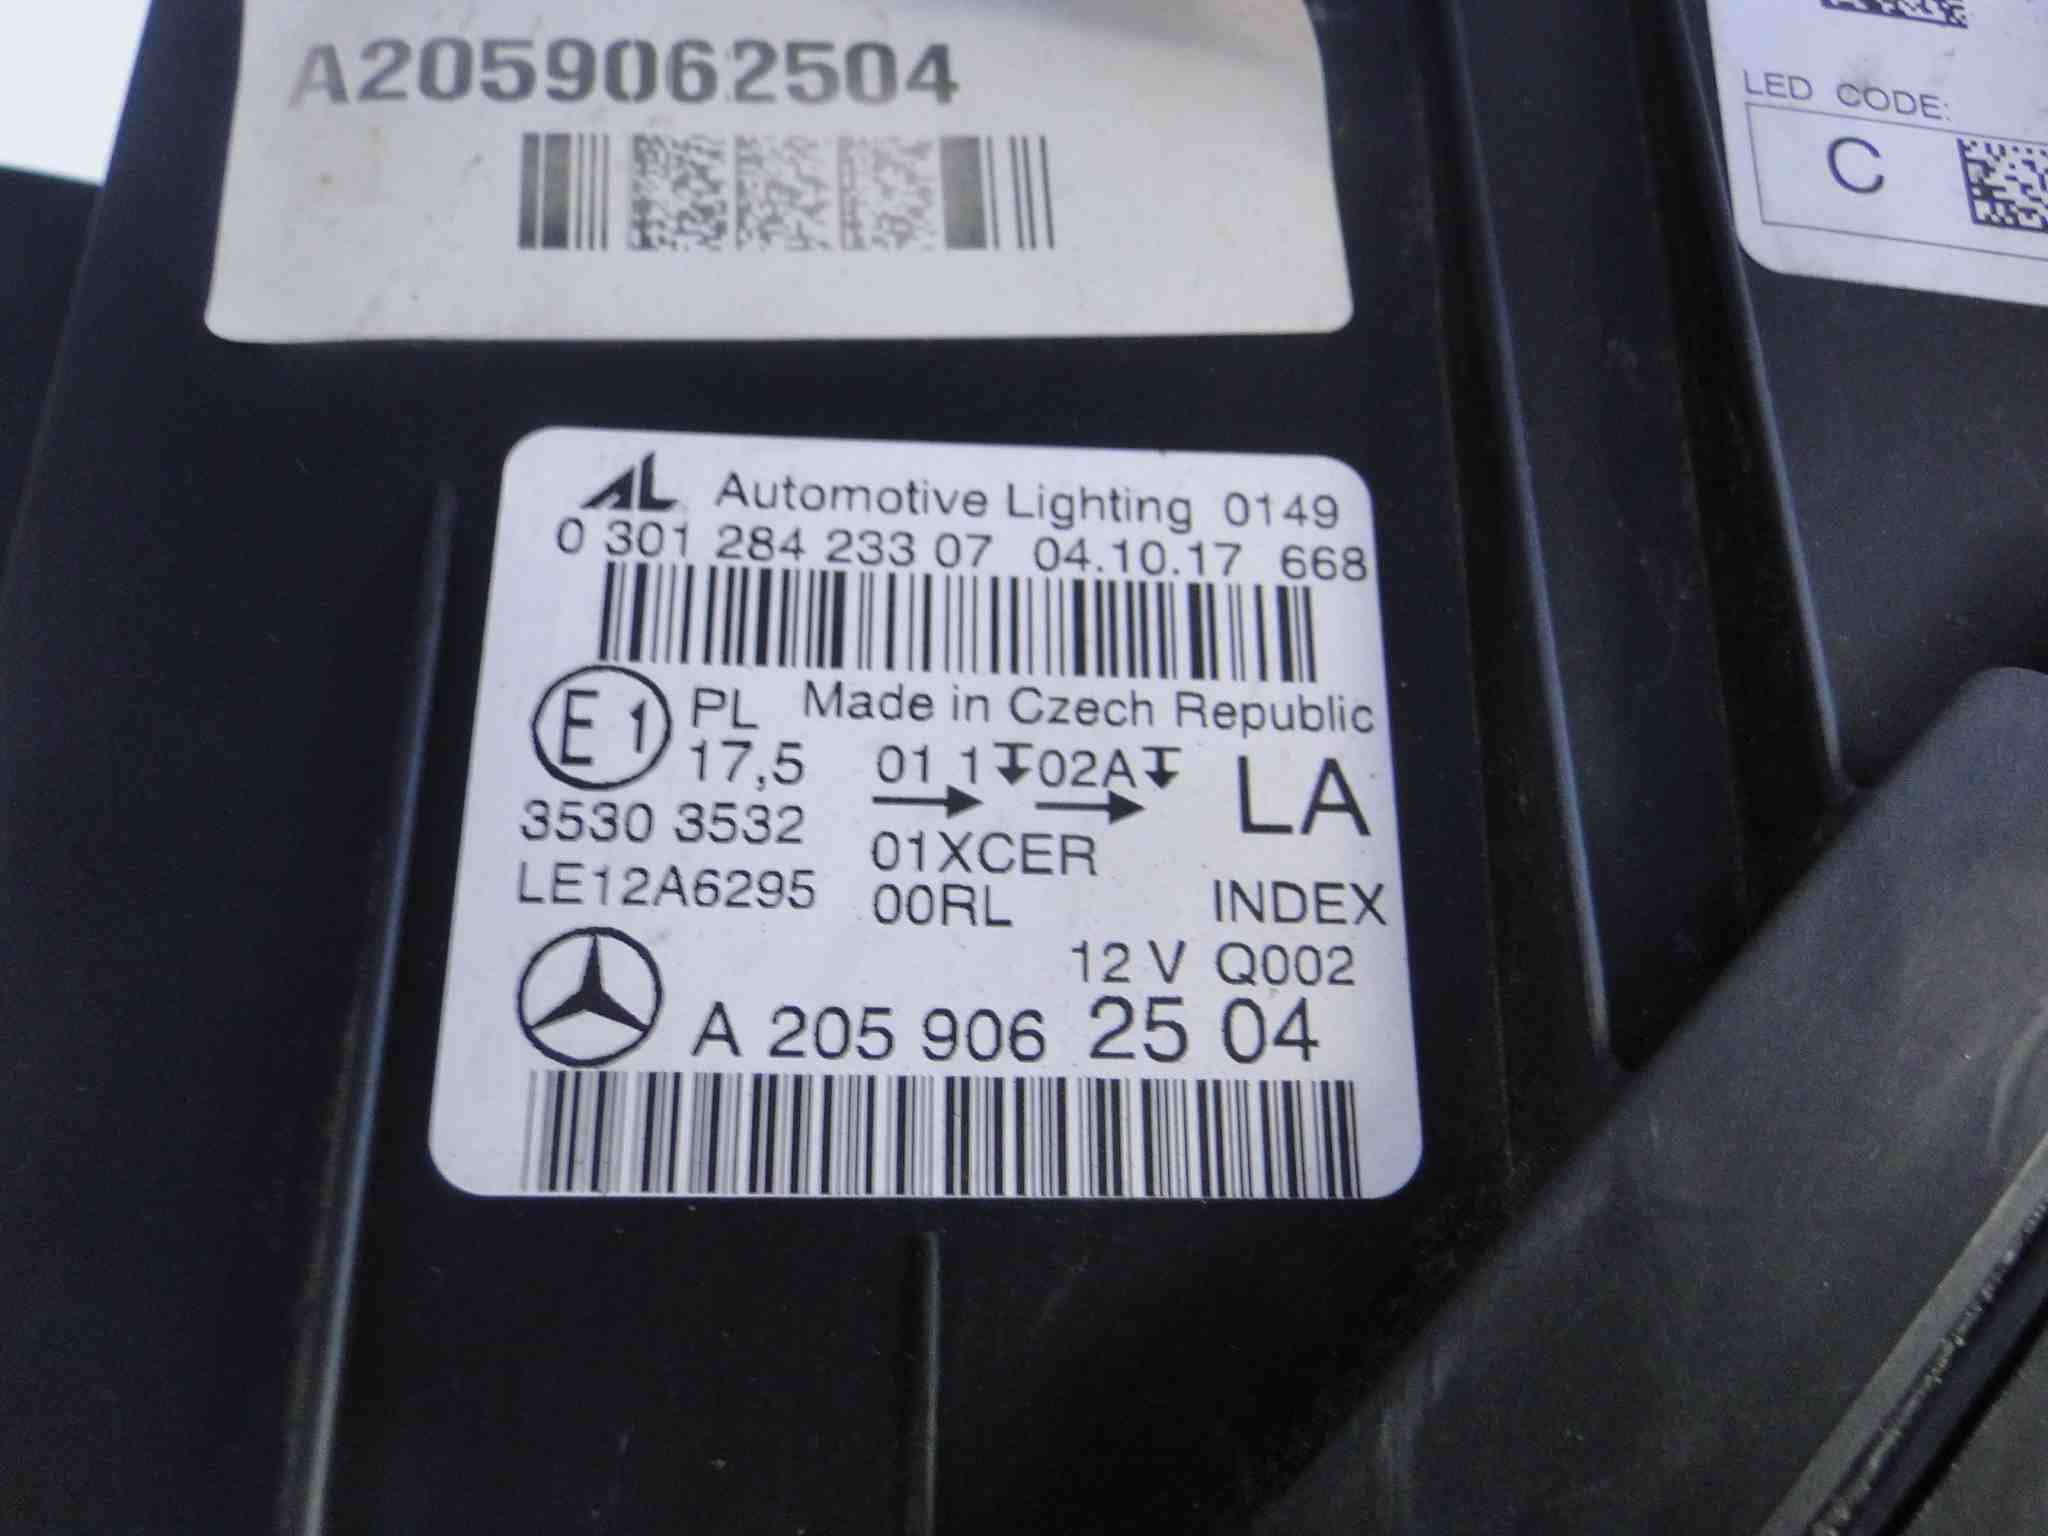 A2059062504
LED CODE:
C
AL Automotive Lighting 0149
0 301 284 233 07 04.10.17 668
E1 PL Made in Czech Republic
17,5 01 1 02A LA
3530 3532
01XCER
LE12A6295 00RL INDEX
12 V Q002
A 205 906 25 04